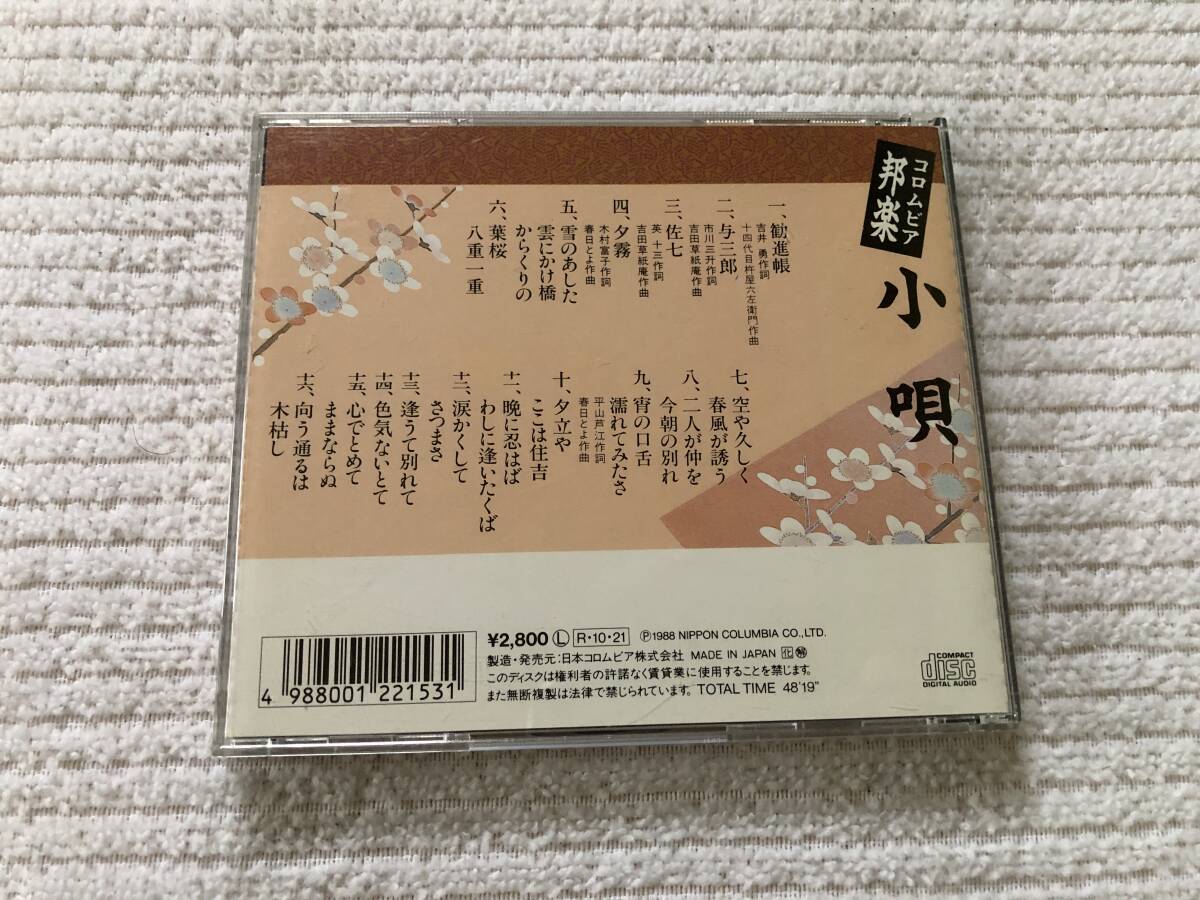 コロムビア
邦楽
小唄
一、勧進帳
吉井 勇作詞
十四代目杵屋六左衛門作曲
二、与三郎
市川三升作詞
吉田草紙庵作曲
三、佐七
英 十三作詞
吉田草紙庵作曲
四、夕霧
木村富子作詞
春日とよ作曲
五、雪のあした
雲にかけ橋
からくりの
六、葉桜
八重一重
七、空や久しく
春風が誘う
八、二人が仲を
今朝の別れ
九、宵の口舌
濡れてみたさ
平山芦江作詞
春日とよ作曲
十、夕立や
ここは住吉
十一、晩に忍はば
わしに逢いたくば
十二、涙かくして
さつまさ
十三、逢うて別れて
十四、色気ないとて
十五、心でとめて
ままならぬ
十六、向う通るは
木枯し
4 988001 221531
¥2,800 Ⓛ R·10·21 Ⓟ1988 NIPPON COLUMBIA CO., LTD.
製造・発売元:日本コロムビア株式会社 MADE IN JAPAN
このディスクは権利者の許諾なく賃貸業に使用することを禁じます。
また無断複製は法律で禁じられています。 TOTAL TIME 48'19"
COMPACT
disc
DIGITAL AUDIO